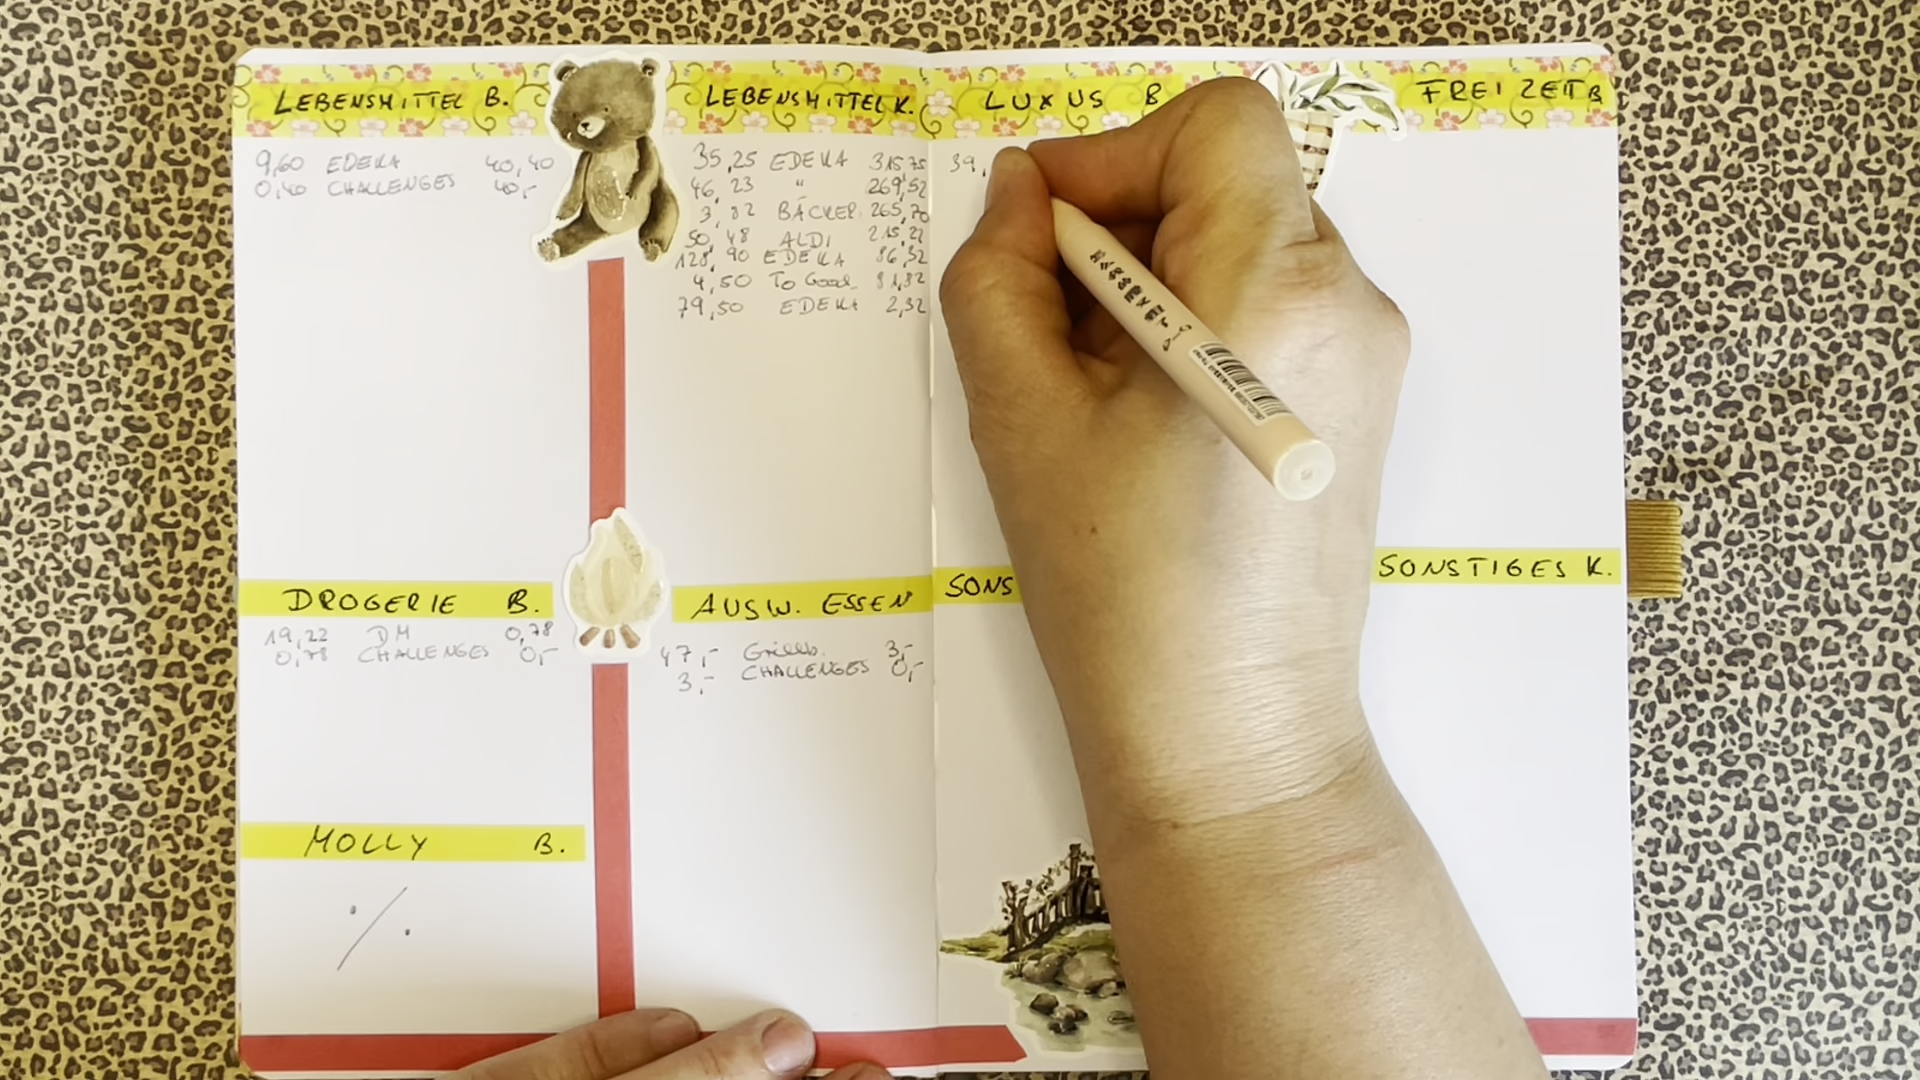 LEBENSMITTEL B.
9,60 EDEKA 40,40
0,40 CHALLENGES 40,-
LEBENSMITTEL K.
35,25 EDEKA 315,75
46,23 " 269,52
3,82 BÄCKER 265,70
50,48 ALDI 215,22
128,90 EDEKA 86,32
4,50 To Good 81,82
79,50 EDEKA 2,32
LUXUS B
39,
FREIZEIT B
DROGERIE B.
19,22 DM 0,78
0,78 CHALLENGES 0,-
AUSW. ESSEN
47,- Grillb. 3,-
3,- CHALLENGES 0,-
SONS
SONSTIGES K.
MOLLY B.